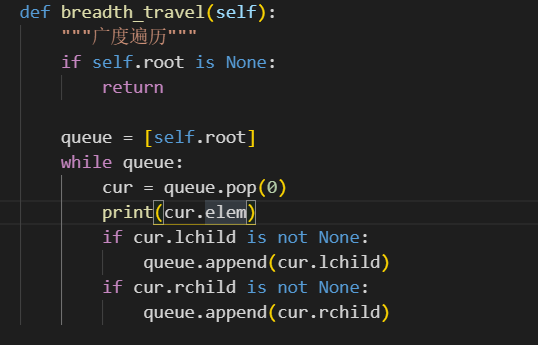 def breadth_travel(self):
"""广度遍历"""
if self.root is None:
return
queue = [self.root]
while queue:
cur = queue.pop(0)
print(cur.elem)
if cur.lchild is not None:
queue.append(cur.lchild)
if cur.rchild is not None:
queue.append(cur.rchild)